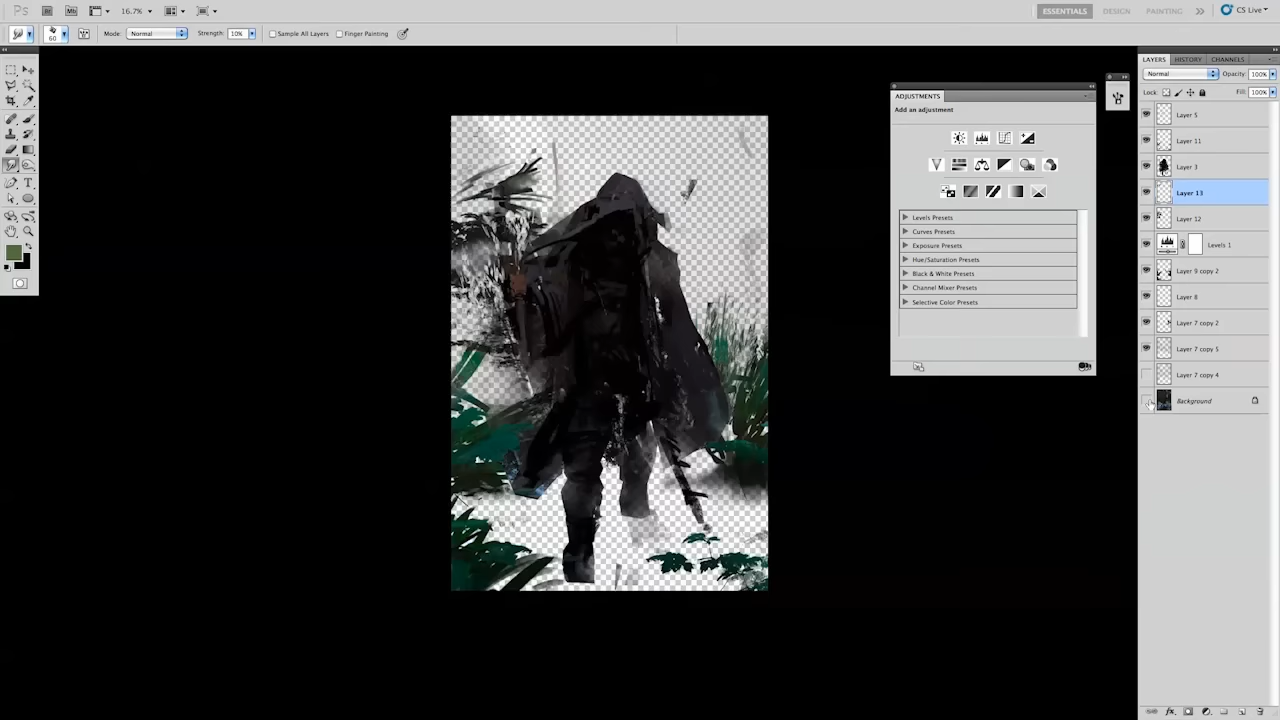 Ps Br Mb 16.7% ESSENTIALS DESIGN PAINTING CS Live
60 Mode: Normal Strength: 10% Sample All Layers Finger Painting
LAYERS HISTORY CHANNELS
Normal Opacity: 100%
Lock: Fill: 100%
ADJUSTMENTS
Add an adjustment
Levels Presets
Curves Presets
Exposure Presets
Hue/Saturation Presets
Black & White Presets
Channel Mixer Presets
Selective Color Presets
Layer 5
Layer 11
Layer 3
Layer 13
Layer 12
Levels 1
Layer 9 copy 2
Layer 8
Layer 7 copy 2
Layer 7 copy 5
Layer 7 copy 4
Background
fx